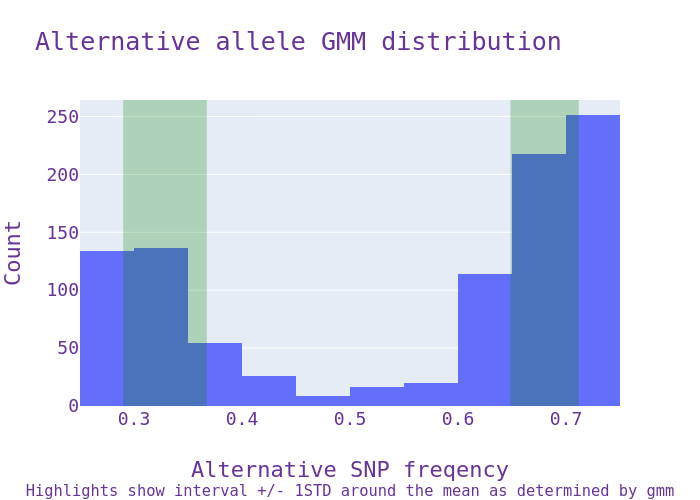 Alternative allele GMM distribution
Count
250
200
150
100
50
0
0.3 0.4 0.5 0.6 0.7
Alternative SNP freqency
Highlights show interval +/- 1STD around the mean as determined by gmm